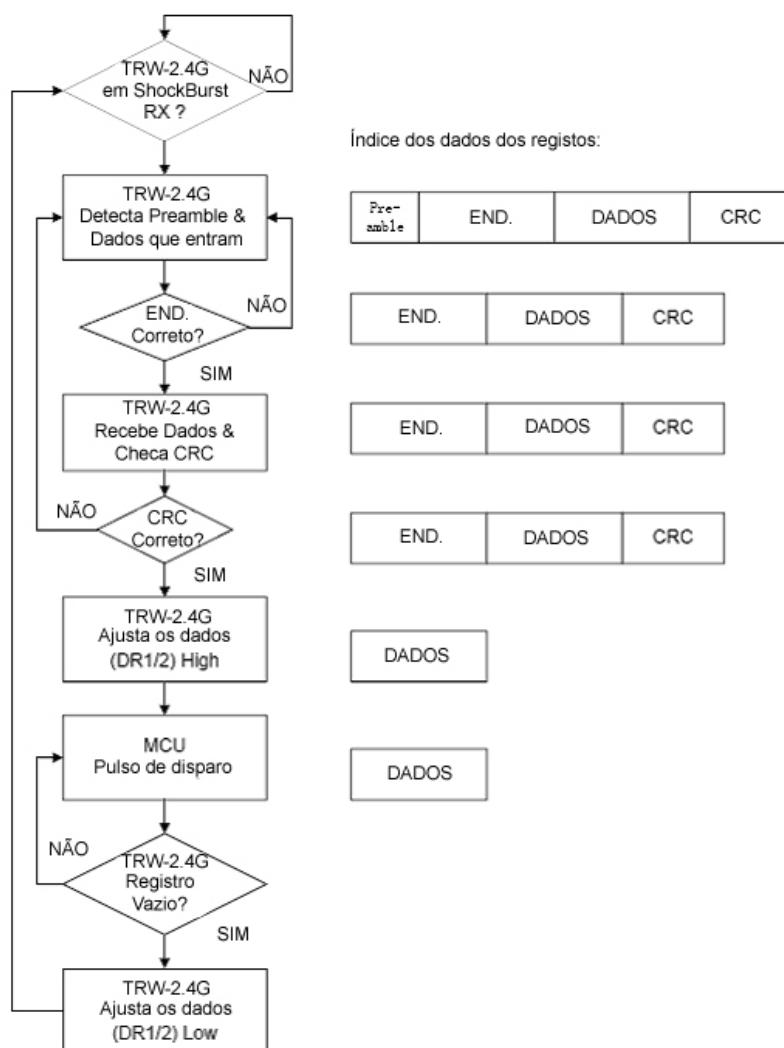 TRW-2.4G
em ShockBurst
RX ?
NÃO
Índice dos dados dos registos:
TRW-2.4G
Detecta Preamble &
Dados que entram
Pre-
amble
END.
DADOS
CRC
END.
Correto?
NÃO
SIM
END.
DADOS
CRC
TRW-2.4G
Recebe Dados &
Checa CRC
END.
DADOS
CRC
NÃO
CRC
Correto?
SIM
END.
DADOS
CRC
TRW-2.4G
Ajusta os dados
(DR1/2) High
DADOS
MCU
Pulso de disparo
DADOS
NÃO
TRW-2.4G
Registro
Vazio?
SIM
TRW-2.4G
Ajusta os dados
(DR1/2) Low